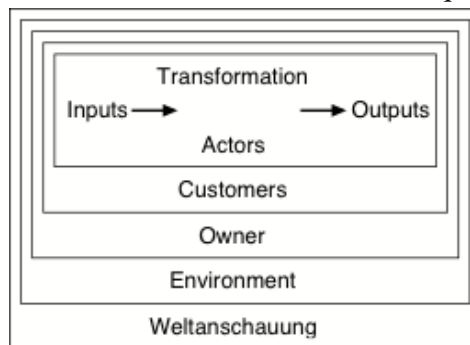 Transformation
Inputs Outputs
Actors
Customers
Owner
Environment
Weltanschauung